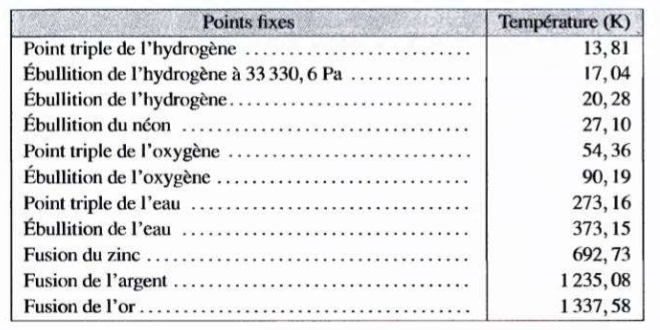 Points fixes Température (K)
Point triple de l'hydrogène ........................... 13,81
Ébullition de l'hydrogène à 33 330,6 Pa .............. 17,04
Ébullition de l'hydrogène............................ 20,28
Ébullition du néon ................................. 27,10
Point triple de l'oxygène ............................ 54,36
Ébullition de l'oxygène ............................. 90,19
Point triple de l'eau ................................ 273,16
Ébullition de l'eau ................................. 373,15
Fusion du zinc ..................................... 692,73
Fusion de l'argent .................................. 1 235,08
Fusion de l'or ...................................... 1 337,58